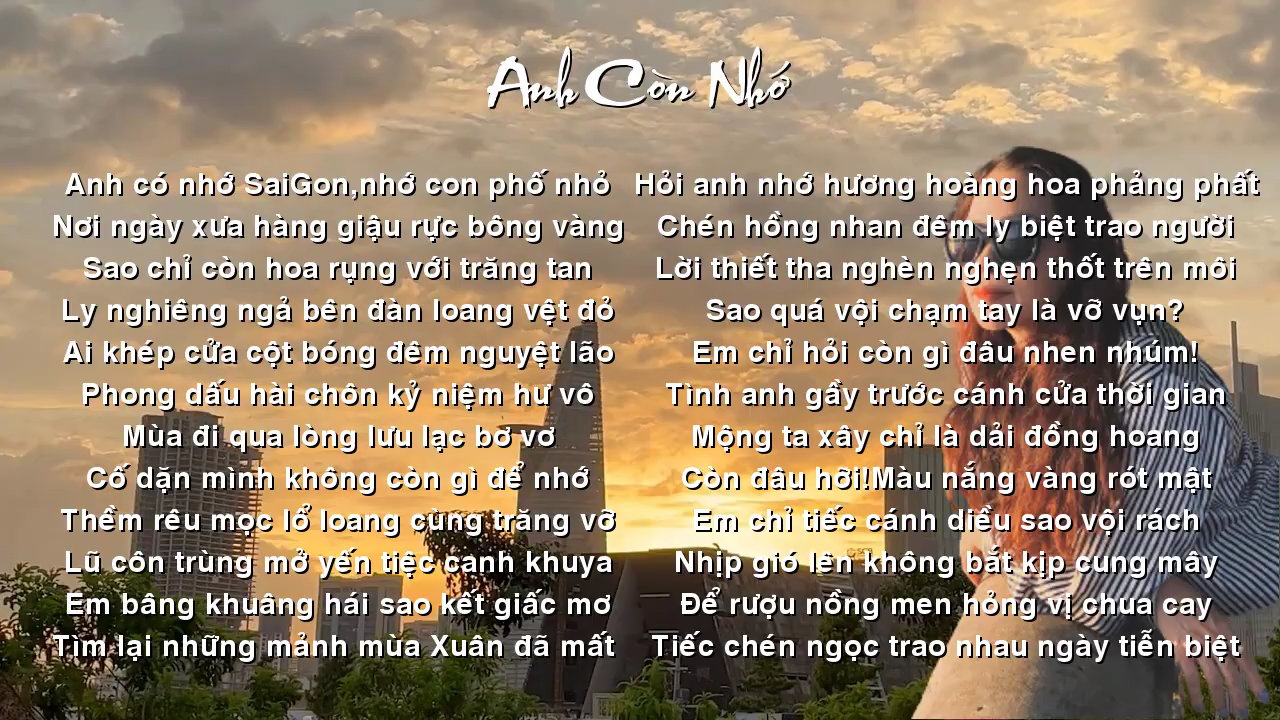 Anh Còn Nhớ
Anh có nhớ SaiGon,nhớ con phố nhỏ
Nơi ngày xưa hàng giậu rực bông vàng
Sao chỉ còn hoa rụng với trăng tan
Ly nghiêng ngả bên đàn loang vệt đỏ
Ai khép cửa cột bóng đêm nguyệt lão
Phong dấu hài chôn kỷ niệm hư vô
Mùa đi qua lòng lưu lạc bơ vơ
Cố dặn mình không còn gì để nhớ
Thềm rêu mọc lổ loang cùng trăng vỡ
Lũ côn trùng mở yến tiệc canh khuya
Em bâng khuâng hái sao kết giấc mơ
Tìm lại những mảnh mùa Xuân đã mất
Hỏi anh nhớ hương hoàng hoa phảng phất
Chén hồng nhan đêm ly biệt trao người
Lời thiết tha nghèn nghẹn thốt trên môi
Sao quá vội chạm tay là vỡ vụn?
Em chỉ hỏi còn gì đâu nhen nhúm!
Tình anh gầy trước cánh cửa thời gian
Mộng ta xây chỉ là dải đồng hoang
Còn đâu hỡi!Màu nắng vàng rót mật
Em chỉ tiếc cánh diều sao vội rách
Nhịp gió lên không bắt kịp cung mây
Để rượu nồng men hỏng vị chua cay
Tiếc chén ngọc trao nhau ngày tiễn biệt